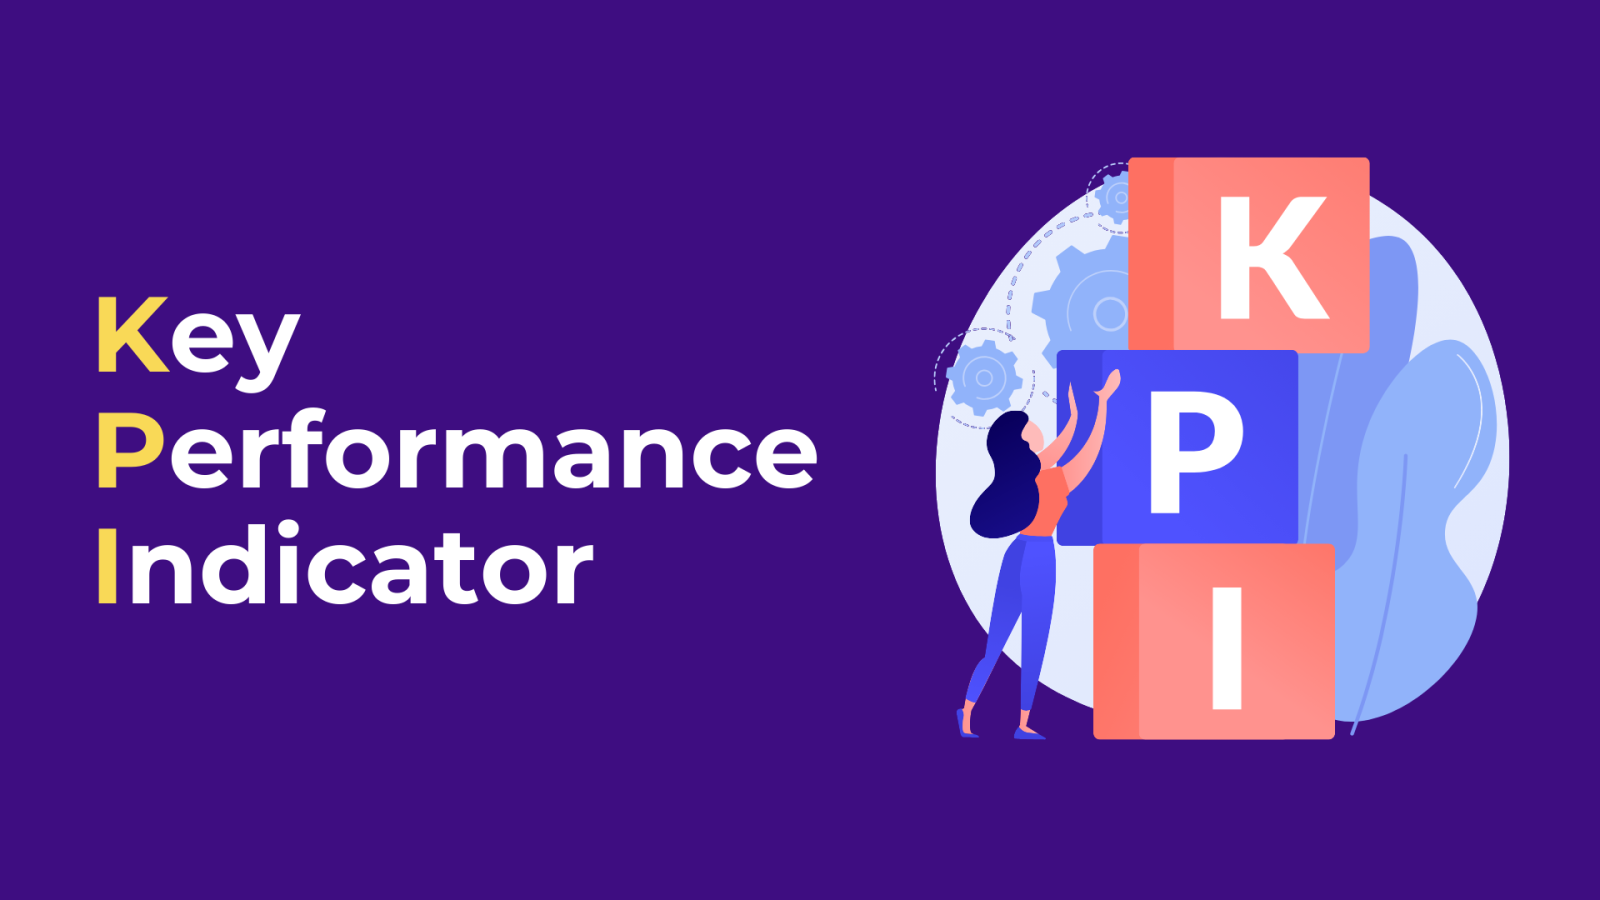 Key
Performance
Indicator
K
P
I